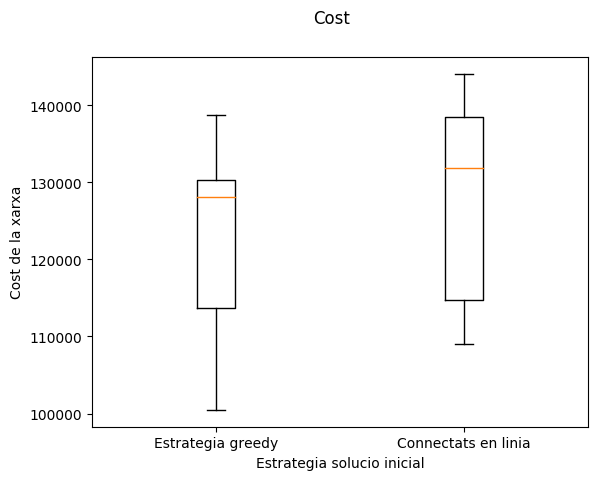 Cost
140000
130000
120000
110000
100000
Cost de la xarxa
Estrategia greedy
Connectats en linia
Estrategia solucio inicial